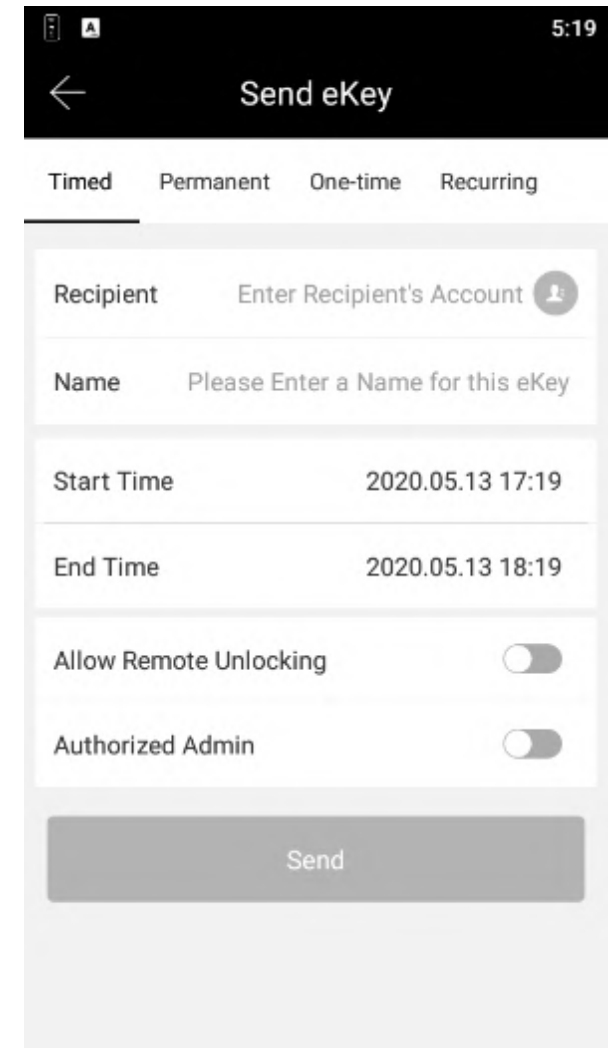 A 5:19
Send eKey
Timed Permanent One-time Recurring
Recipient Enter Recipient's Account
Name Please Enter a Name for this eKey
Start Time 2020.05.13 17:19
End Time 2020.05.13 18:19
Allow Remote Unlocking
Authorized Admin
Send